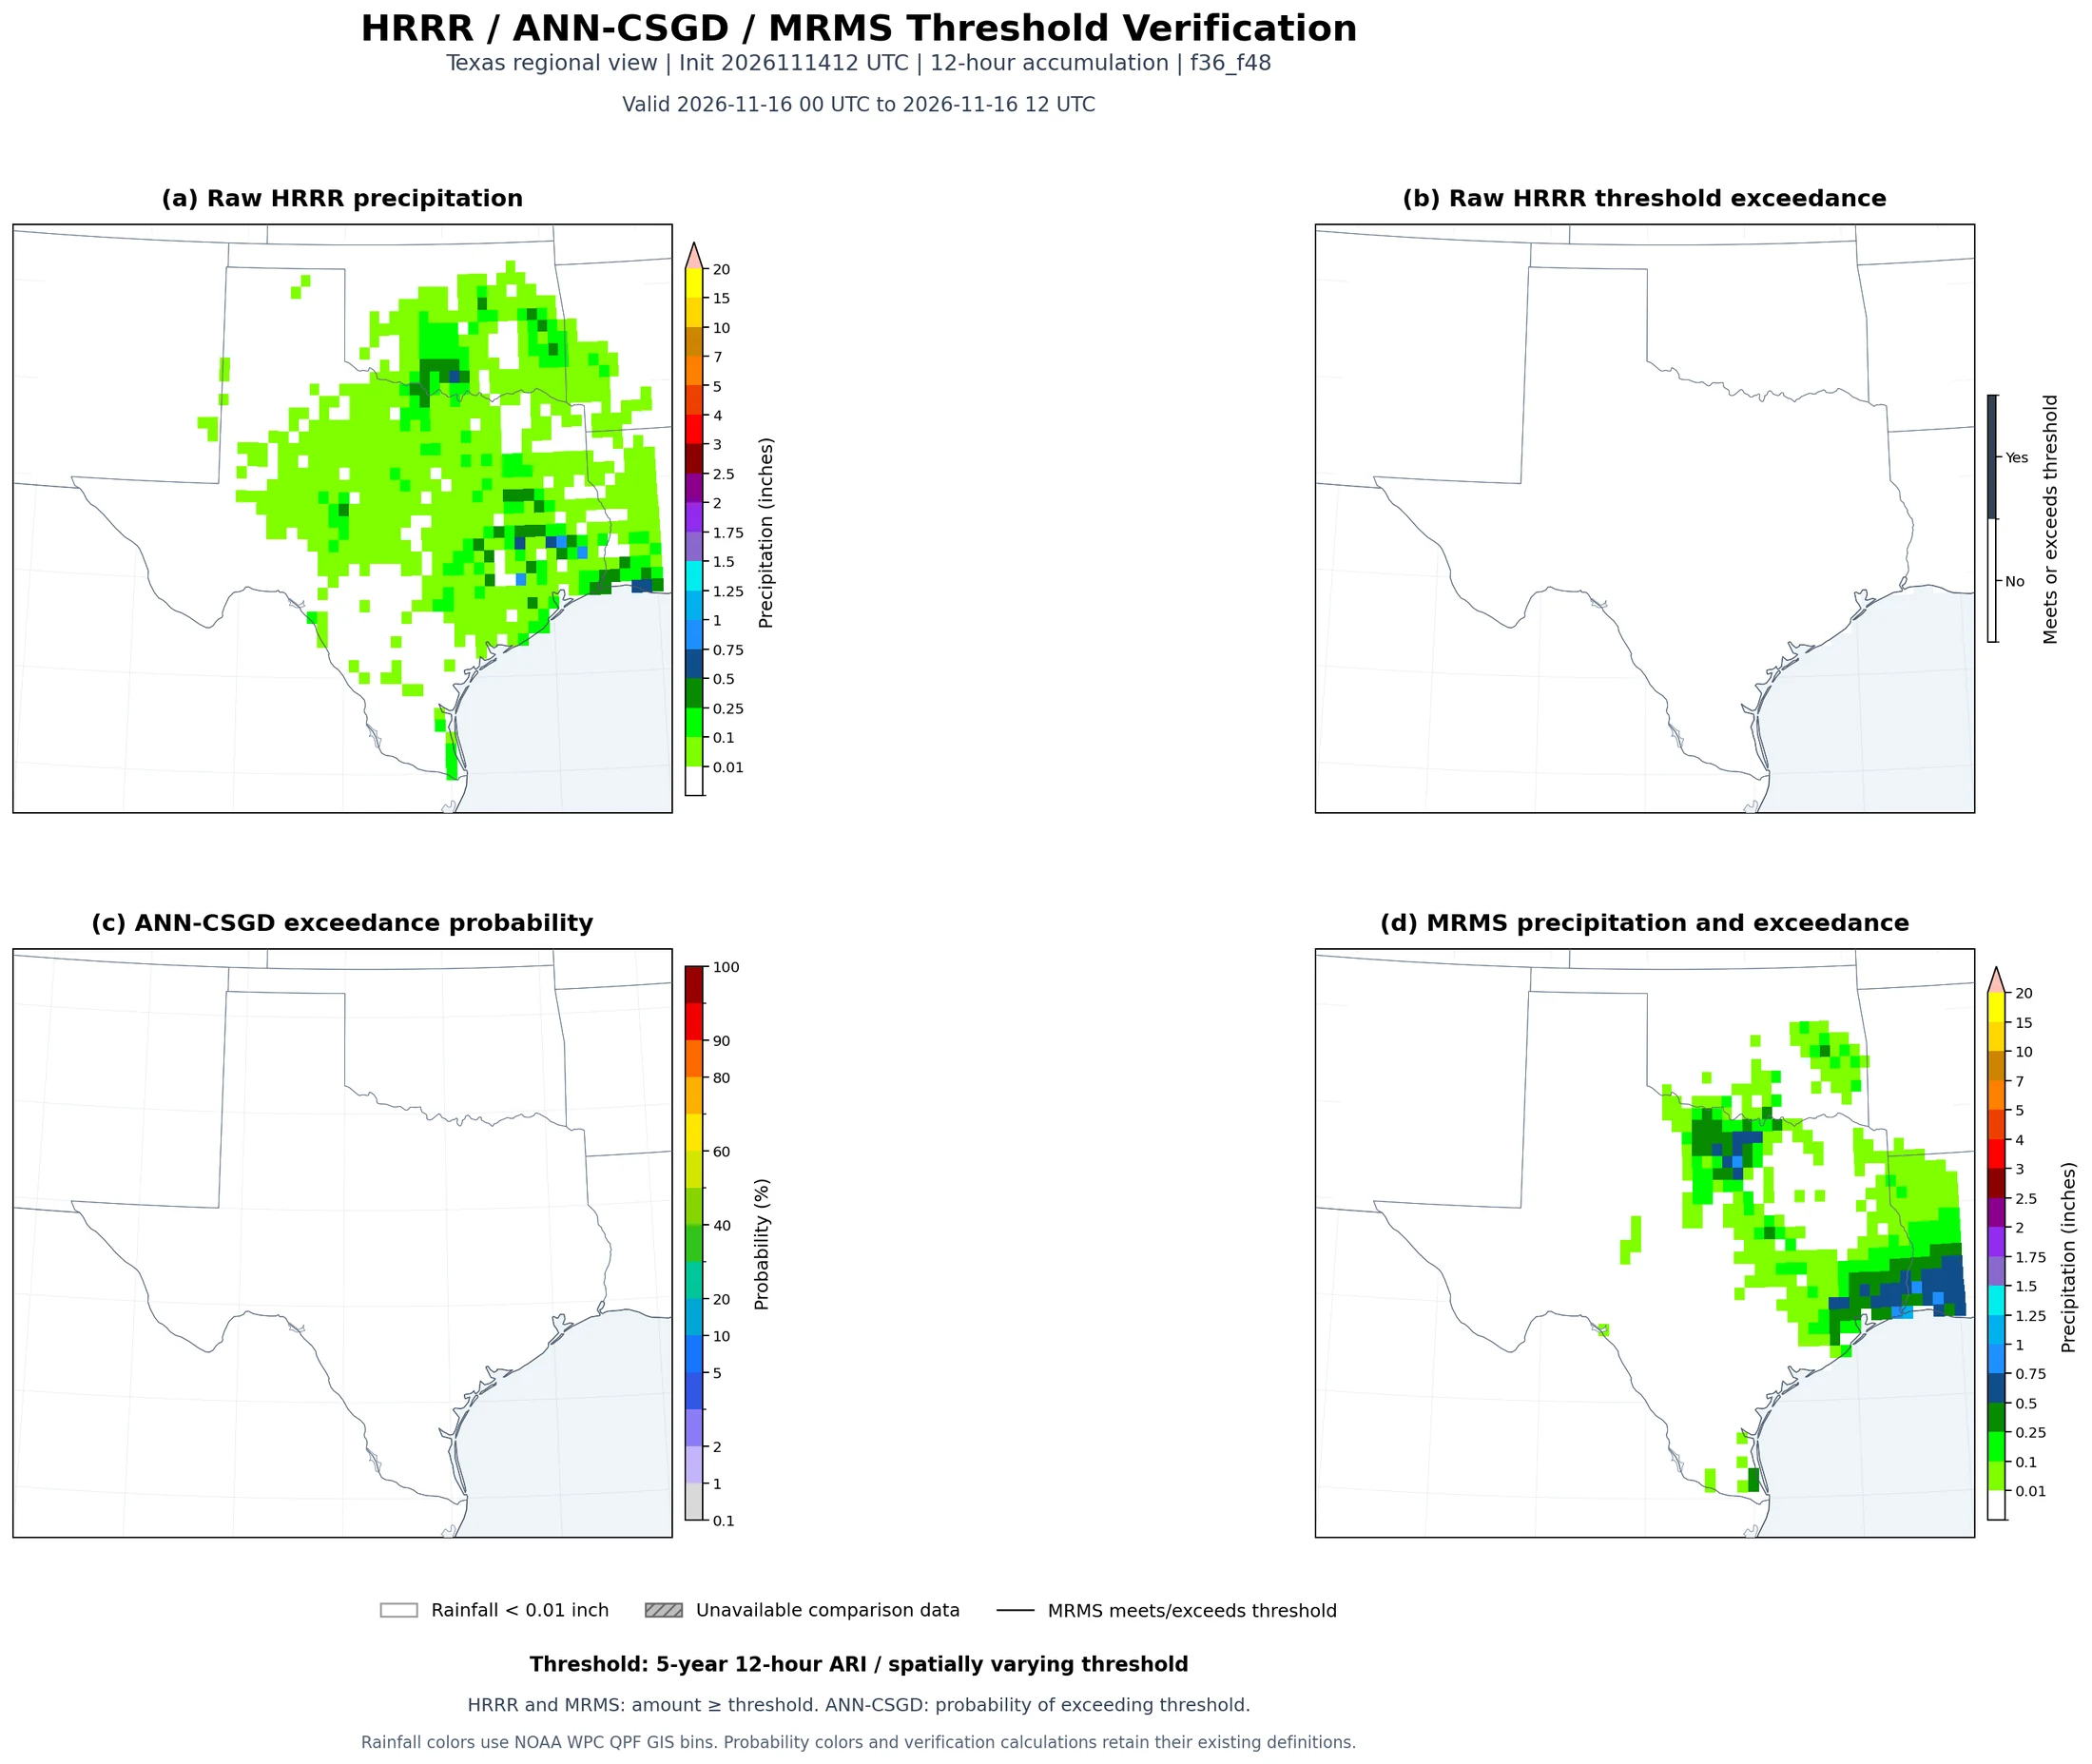 HRRR / ANN-CSGD / MRMS Threshold Verification
Texas regional view | Init 2026111412 UTC | 12-hour accumulation | f36_f48
Valid 2026-11-16 00 UTC to 2026-11-16 12 UTC
(a) Raw HRRR precipitation
20
15
10
7
5
4
3
2.5
2
1.75
1.5
1.25
1
0.75
0.5
0.25
0.1
0.01
Precipitation (inches)
(b) Raw HRRR threshold exceedance
Yes
No
Meets or exceeds threshold
(c) ANN-CSGD exceedance probability
100
90
80
60
40
20
10
5
2
1
0.1
Probability (%)
(d) MRMS precipitation and exceedance
20
15
10
7
5
4
3
2.5
2
1.75
1.5
1.25
1
0.75
0.5
0.25
0.1
0.01
Precipitation (inches)
Rainfall < 0.01 inch
Unavailable comparison data
MRMS meets/exceeds threshold
Threshold: 5-year 12-hour ARI / spatially varying threshold
HRRR and MRMS: amount ≥ threshold. ANN-CSGD: probability of exceeding threshold.
Rainfall colors use NOAA WPC QPF GIS bins. Probability colors and verification calculations retain their existing definitions.